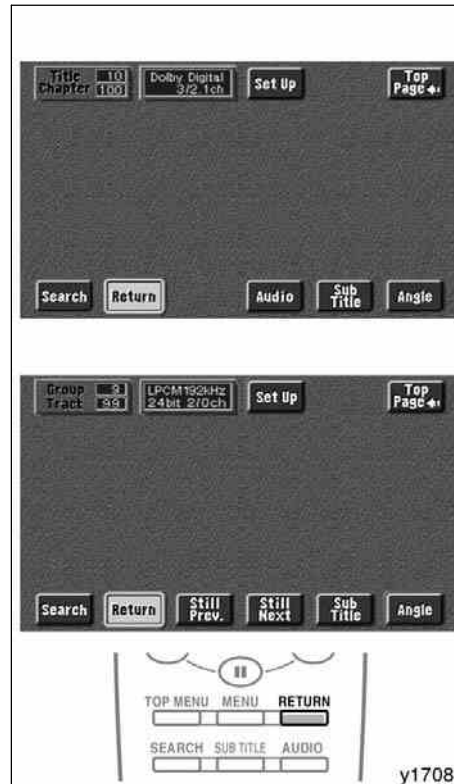 Title 10
Chapter 100
Dolby Digital
3/2.1ch
Set Up
Top
Page
Search
Return
Audio
Sub
Title
Angle
Group 9
Track 99
LPCM192kHz
24bit 2/0ch
Set Up
Top
Page
Search
Return
Still
Prev.
Still
Next
Sub
Title
Angle
TOP MENU MENU RETURN
SEARCH SUB TITLE AUDIO
y1708